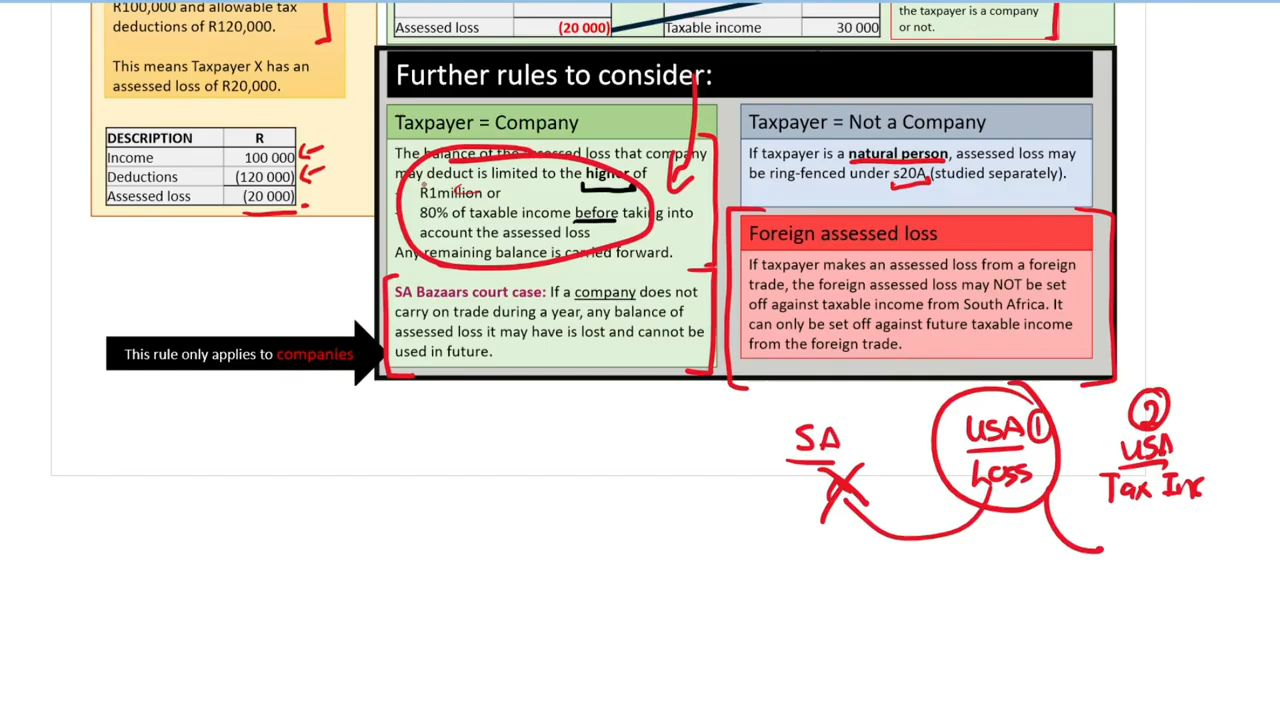 R100,000 and allowable tax
deductions of R120,000.
This means Taxpayer X has an
assessed loss of R20,000.
DESCRIPTION R
Income 100 000
Deductions (120 000)
Assessed loss (20 000)
Assessed loss (20 000)
Taxable income 30 000
the taxpayer is a company
or not.
Further rules to consider:
Taxpayer = Company
The balance of the assessed loss that company
may deduct is limited to the higher of
R1million or
80% of taxable income before taking into
account the assessed loss
Any remaining balance is carried forward.
SA Bazaars court case: If a company does not
carry on trade during a year, any balance of
assessed loss it may have is lost and cannot be
used in future.
This rule only applies to companies
Taxpayer = Not a Company
If taxpayer is a natural person, assessed loss may
be ring-fenced under s20A (studied separately).
Foreign assessed loss
If taxpayer makes an assessed loss from a foreign
trade, the foreign assessed loss may NOT be set
off against taxable income from South Africa. It
can only be set off against future taxable income
from the foreign trade.
SA
USA 1
Loss
2
USA
Tax Inc